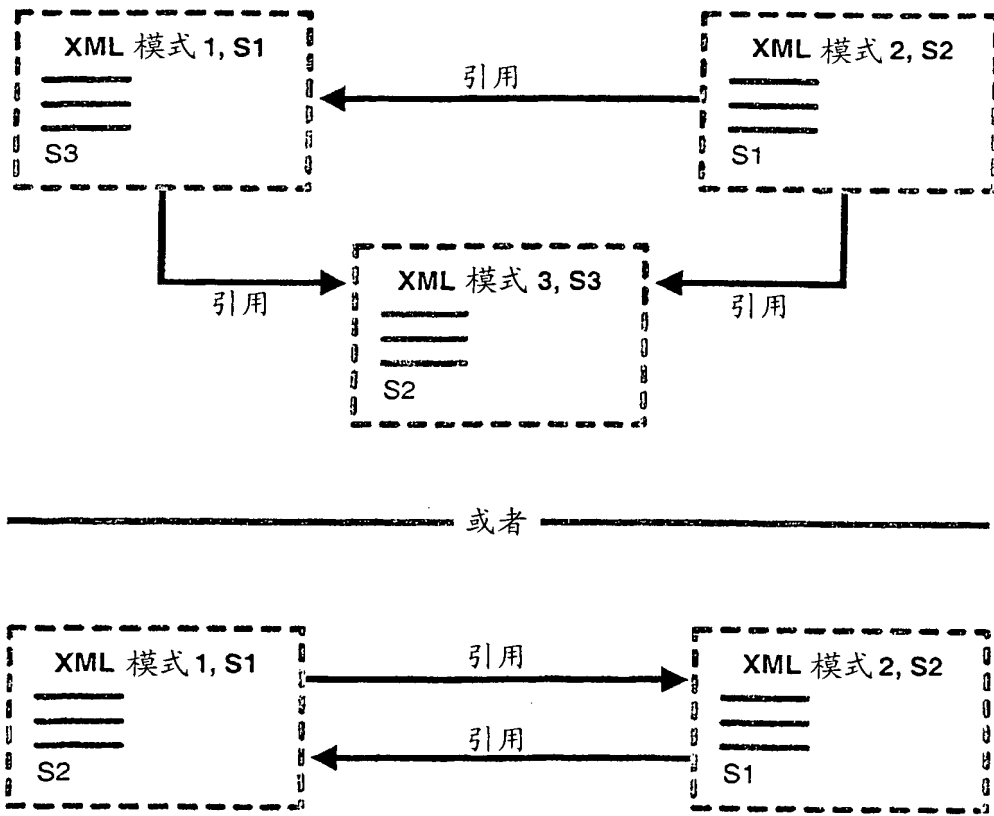 XML 模式 1, S1
XML 模式 2, S2
引用
S3
S1
XML 模式 3, S3
引用
引用
S2
或者
XML 模式 1, S1
引用
XML 模式 2, S2
引用
S2
S1